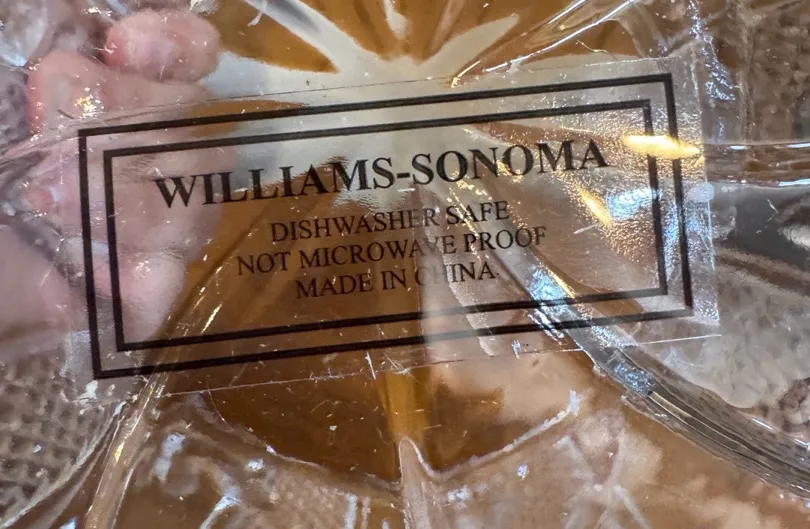 WILLIAMS-SONOMA
DISHWASHER SAFE
NOT MICROWAVE PROOF
MADE IN CHINA.